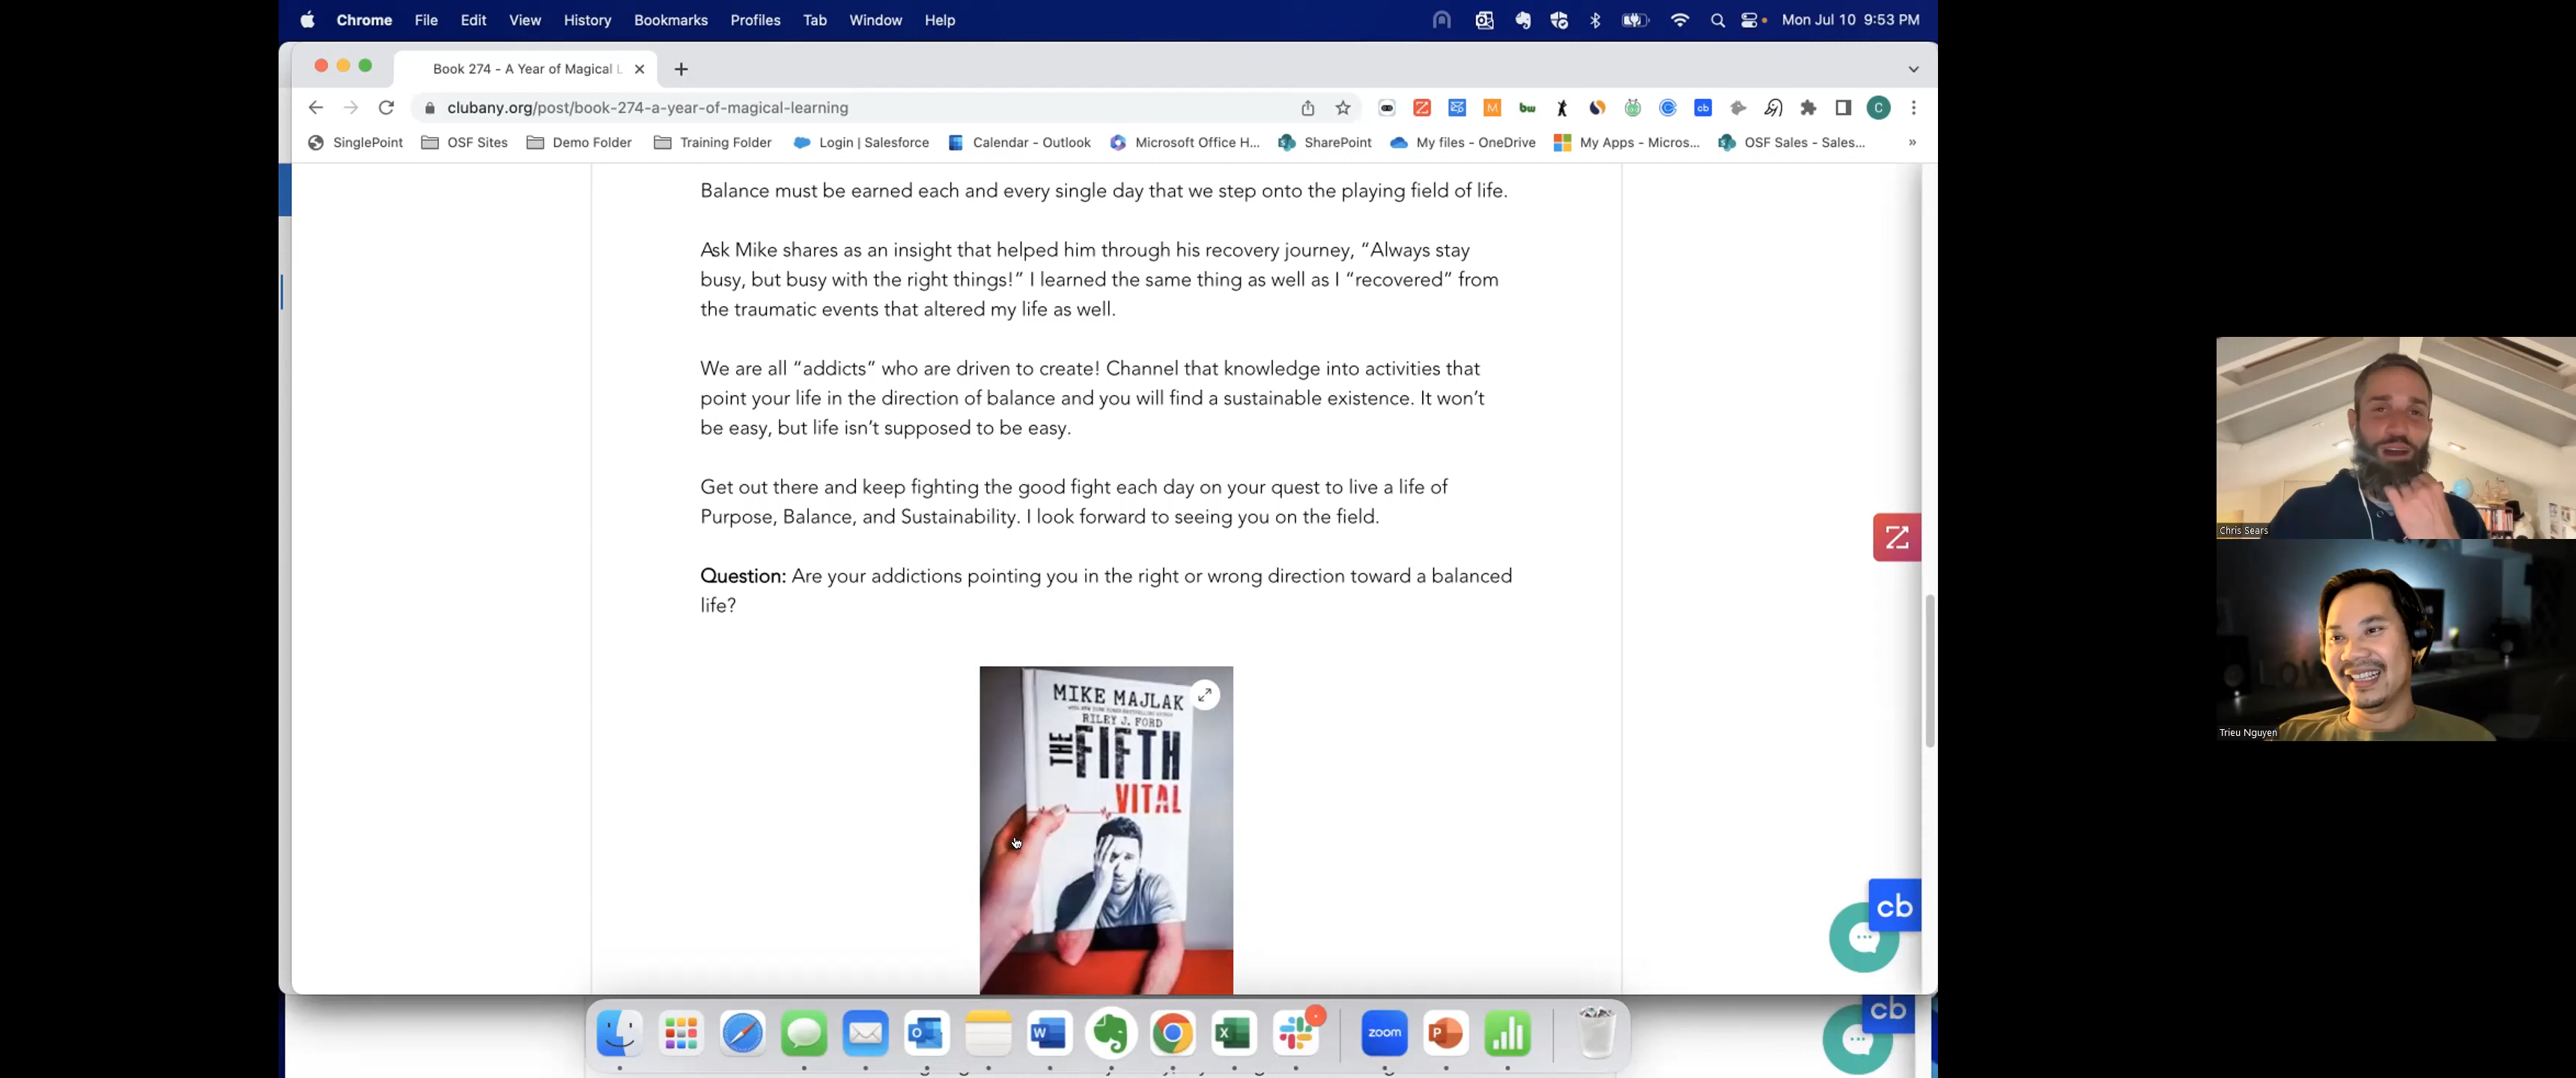 Chrome File Edit View History Bookmarks Profiles Tab Window Help Mon Jul 10 9:53 PM
Book 274 - A Year of Magical L
clubany.org/post/book-274-a-year-of-magical-learning
M bw cb C
SinglePoint OSF Sites Demo Folder Training Folder Login | Salesforce Calendar - Outlook Microsoft Office H... SharePoint My files - OneDrive My Apps - Micros... OSF Sales - Sales... »
Balance must be earned each and every single day that we step onto the playing field of life.
Ask Mike shares as an insight that helped him through his recovery journey, “Always stay
busy, but busy with the right things!” I learned the same thing as well as I “recovered” from
the traumatic events that altered my life as well.
We are all “addicts” who are driven to create! Channel that knowledge into activities that
point your life in the direction of balance and you will find a sustainable existence. It won’t
be easy, but life isn’t supposed to be easy.
Get out there and keep fighting the good fight each day on your quest to live a life of
Purpose, Balance, and Sustainability. I look forward to seeing you on the field.
Question: Are your addictions pointing you in the right or wrong direction toward a balanced
life?
MIKE MAJLAK
RILEY J. FORD
THE FIFTH
VITAL
cb
cb
zoom
Chris Sears
Trieu Nguyen